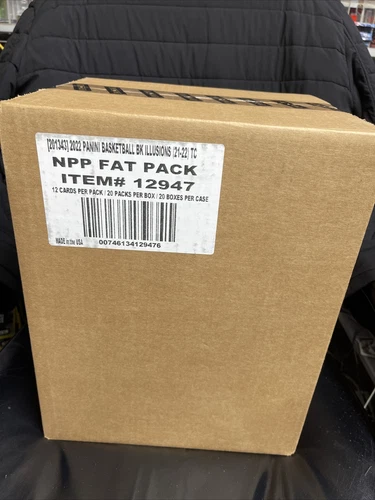 [201343] 2022 PANINI BASKETBALL BK ILLUSIONS (21-22) TC
NPP FAT PACK
ITEM# 12947
12 CARDS PER PACK / 20 PACKS PER BOX / 20 BOXES PER CASE
MADE in the USA
00746134129476